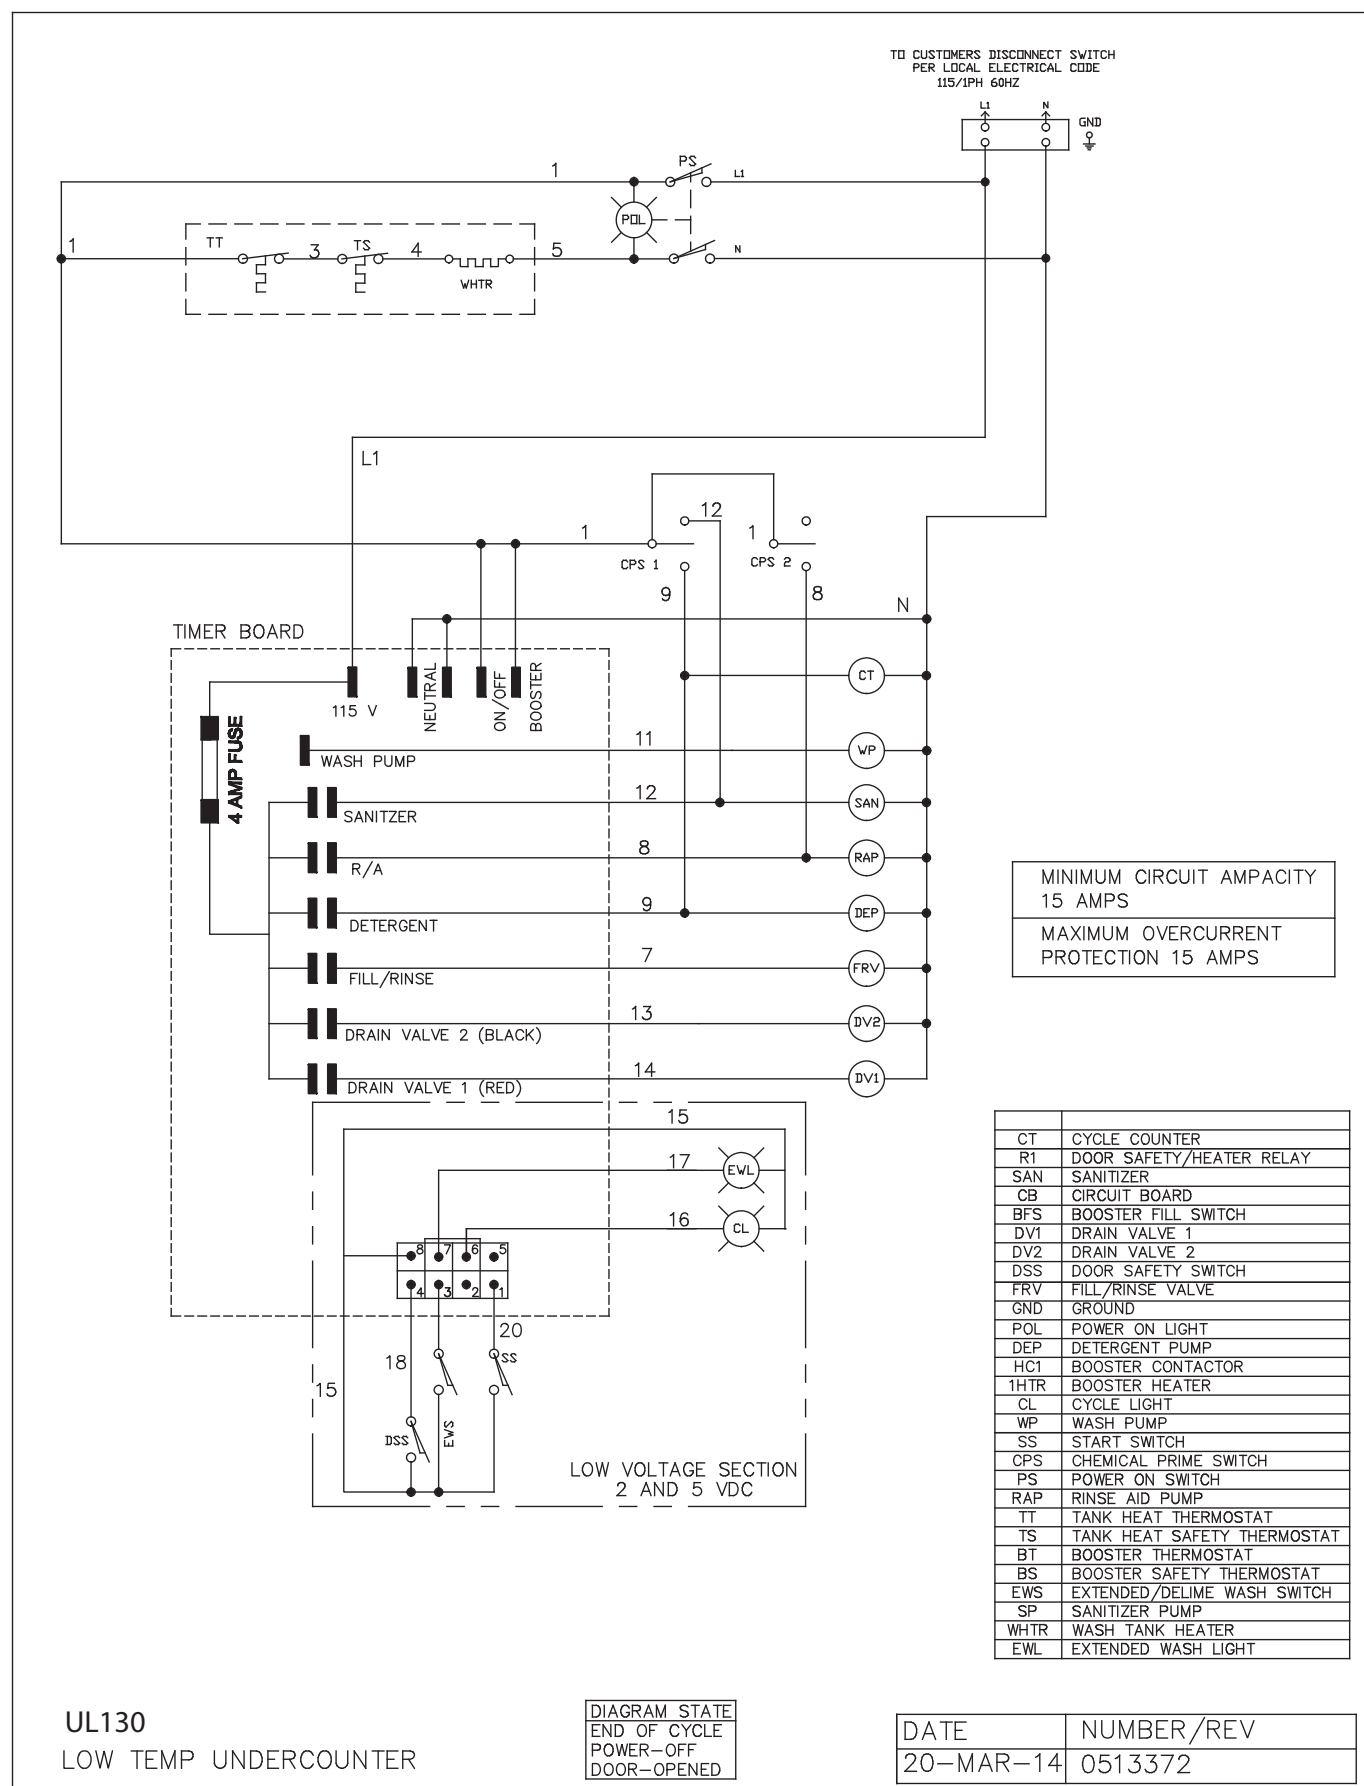 TO CUSTOMERS DISCONNECT SWITCH
PER LOCAL ELECTRICAL CODE
115/1PH 60HZ
L1 N
GND
1 PS L1
POL
1 TT 3 TS 4 5 N
WHTR
L1
12
1 1
CPS 1 CPS 2
9 8
N
TIMER BOARD
115 V
NEUTRAL
ON/OFF
BOOSTER
CT
4 AMP FUSE
11 WP
WASH PUMP
12 SAN
SANITZER
8 RAP
R/A
9 DEP
DETERGENT
7 FRV
FILL/RINSE
13 DV2
DRAIN VALVE 2 (BLACK)
14 DV1
DRAIN VALVE 1 (RED)
MINIMUM CIRCUIT AMPACITY
15 AMPS
MAXIMUM OVERCURRENT
PROTECTION 15 AMPS
15
17 EWL
16 CL
8 7 6 5
4 3 2 1
20
18 SS
15
DSS EWS
LOW VOLTAGE SECTION
2 AND 5 VDC
CT CYCLE COUNTER
R1 DOOR SAFETY/HEATER RELAY
SAN SANITIZER
CB CIRCUIT BOARD
BFS BOOSTER FILL SWITCH
DV1 DRAIN VALVE 1
DV2 DRAIN VALVE 2
DSS DOOR SAFETY SWITCH
FRV FILL/RINSE VALVE
GND GROUND
POL POWER ON LIGHT
DEP DETERGENT PUMP
HC1 BOOSTER CONTACTOR
1HTR BOOSTER HEATER
CL CYCLE LIGHT
WP WASH PUMP
SS START SWITCH
CPS CHEMICAL PRIME SWITCH
PS POWER ON SWITCH
RAP RINSE AID PUMP
TT TANK HEAT THERMOSTAT
TS TANK HEAT SAFETY THERMOSTAT
BT BOOSTER THERMOSTAT
BS BOOSTER SAFETY THERMOSTAT
EWS EXTENDED/DELIME WASH SWITCH
SP SANITIZER PUMP
WHTR WASH TANK HEATER
EWL EXTENDED WASH LIGHT
UL130
LOW TEMP UNDERCOUNTER
DIAGRAM STATE
END OF CYCLE
POWER-OFF
DOOR-OPENED
DATE NUMBER/REV
20-MAR-14 0513372